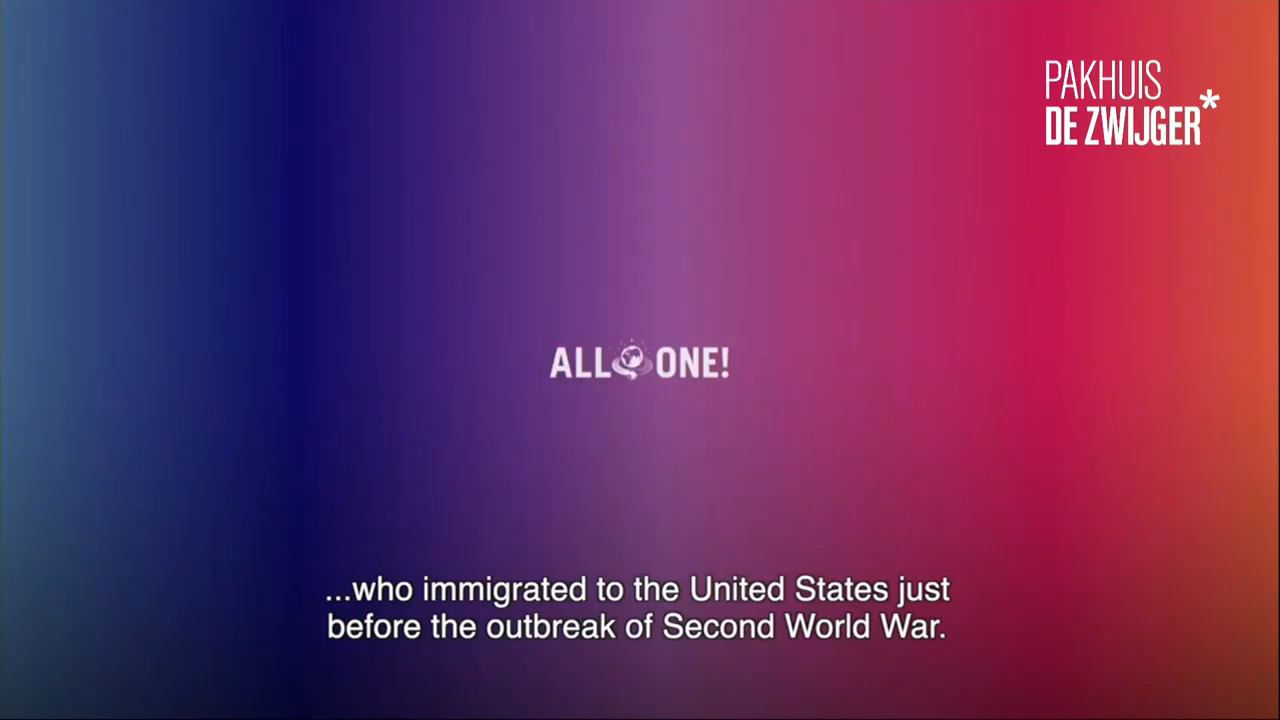 PAKHUIS
DE ZWIJGER*
ALL ONE!
...who immigrated to the United States just
before the outbreak of Second World War.